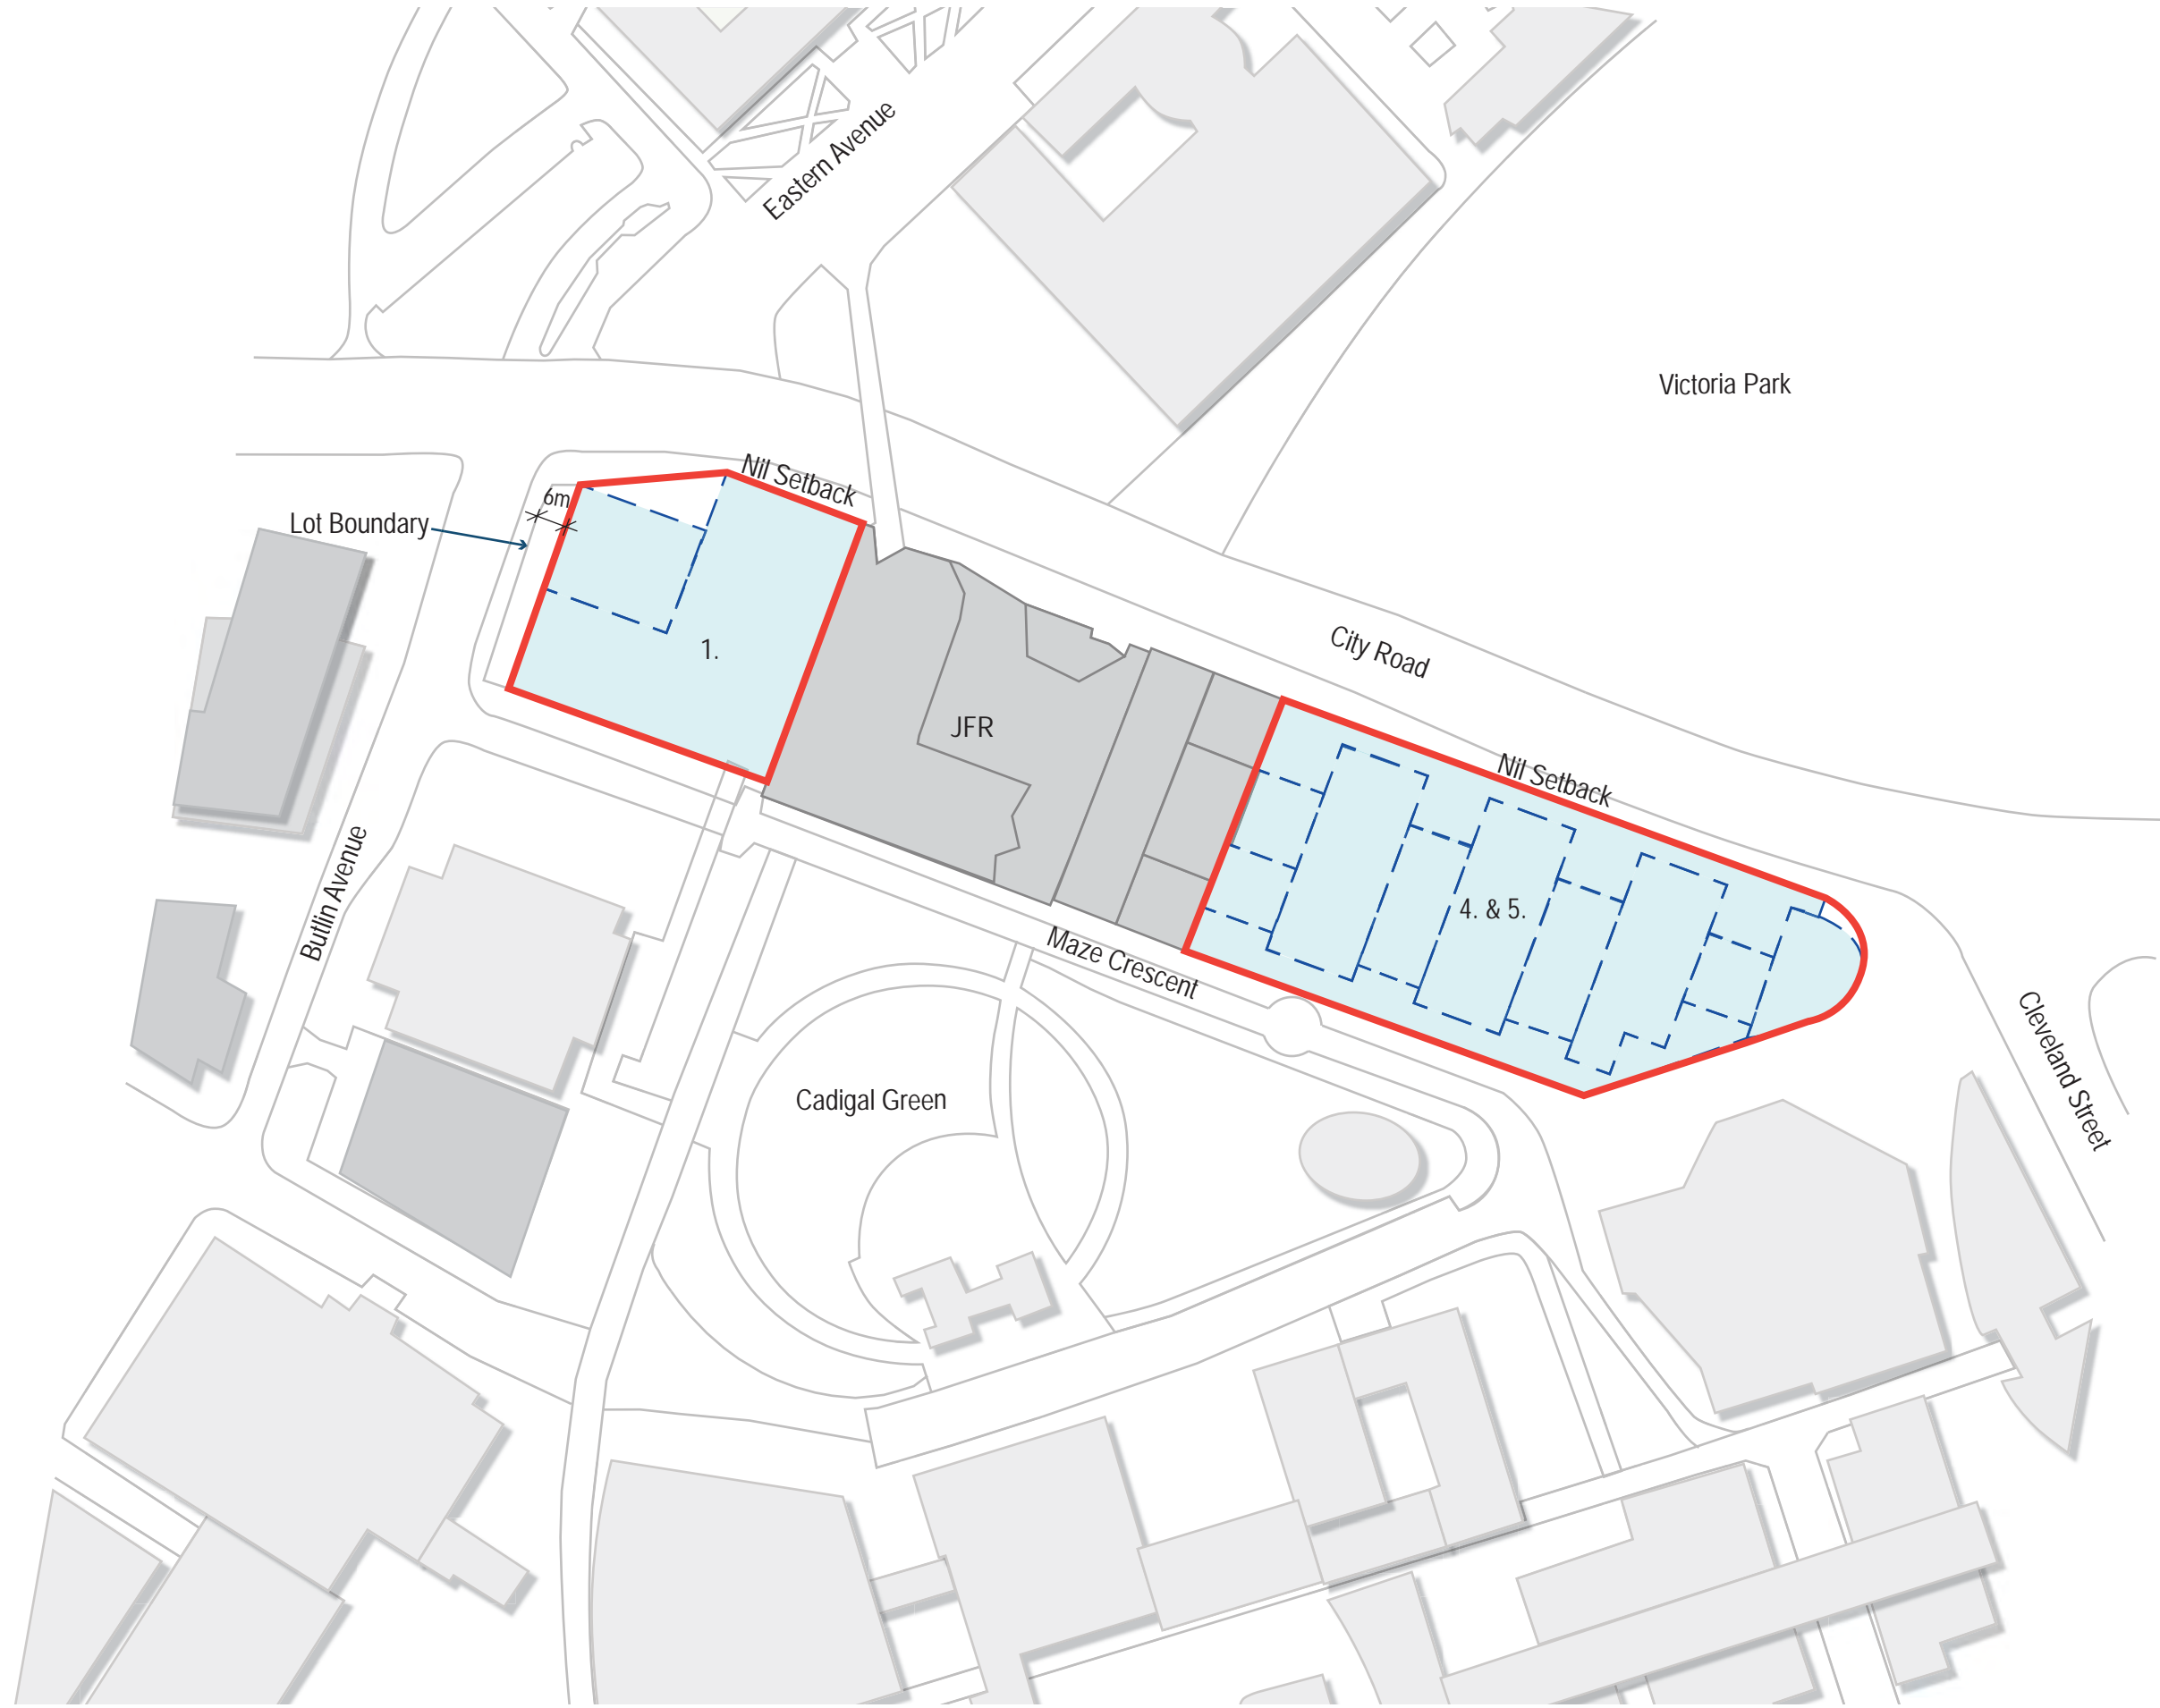 Eastern Avenue
Victoria Park
Nil Setback
6m
Lot Boundary
1.
City Road
JFR
Nil Setback
4. & 5.
Butlin Avenue
Maze Crescent
Cleveland Street
Cadigal Green